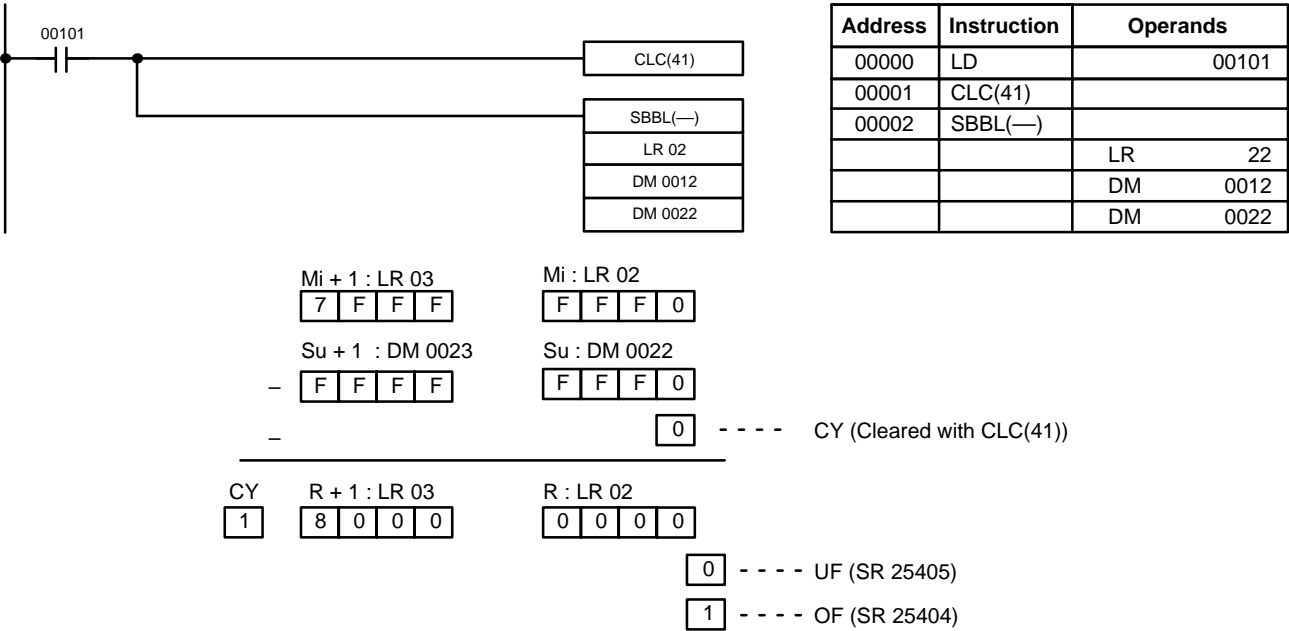 00101
CLC(41)
SBBL(—)
LR 02
DM 0012
DM 0022
Address Instruction Operands
00000 LD 00101
00001 CLC(41)
00002 SBBL(—)
LR 22
DM 0012
DM 0022
Mi + 1 : LR 03 Mi : LR 02
7 F F F F F F 0
Su + 1 : DM 0023 Su : DM 0022
– F F F F F F F 0
– 0 - - - - CY (Cleared with CLC(41))
CY R + 1 : LR 03 R : LR 02
1 8 0 0 0 0 0 0 0
0 - - - - UF (SR 25405)
1 - - - - OF (SR 25404)